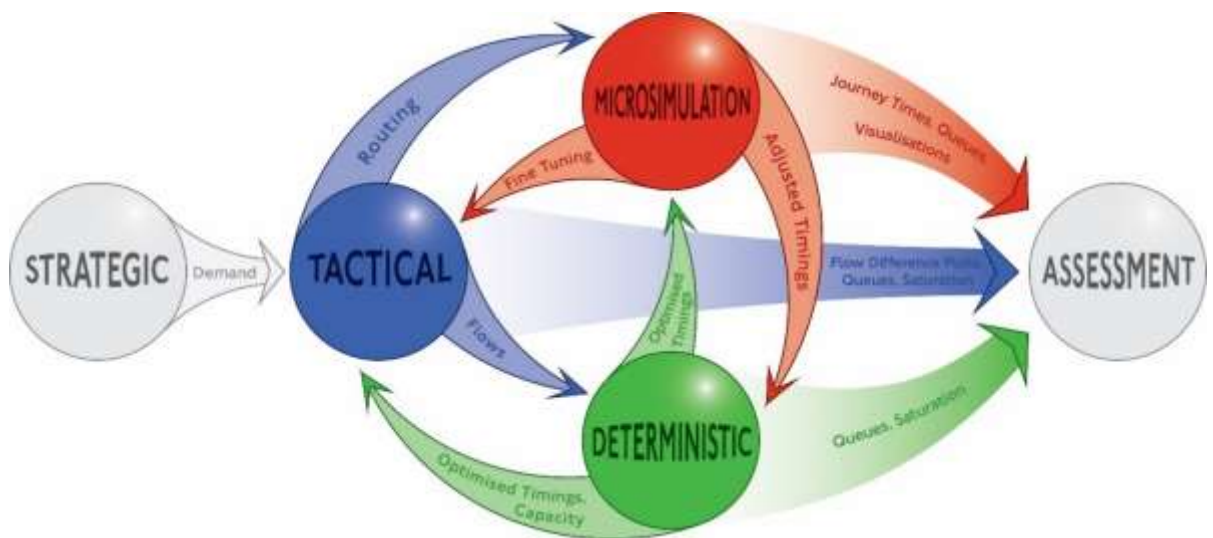 STRATEGIC
Demand
TACTICAL
Routing
Flows
MICROSIMULATION
Fine Tuning
Adjusted Timings
Optimised
Timings
DETERMINISTIC
Optimised Timings.
Capacity
Journey Times. Queues
Visualisations
Flow Difference Plots.
Queues. Saturation
Queues. Saturation
ASSESSMENT